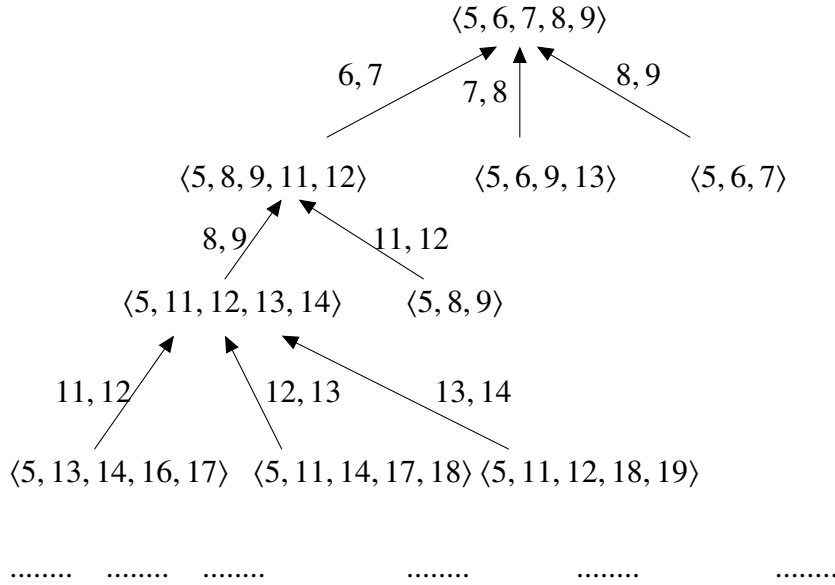 ⟨5, 6, 7, 8, 9⟩
6, 7
7, 8
8, 9
⟨5, 8, 9, 11, 12⟩
⟨5, 6, 9, 13⟩
⟨5, 6, 7⟩
8, 9
11, 12
⟨5, 11, 12, 13, 14⟩
⟨5, 8, 9⟩
11, 12
12, 13
13, 14
⟨5, 13, 14, 16, 17⟩
⟨5, 11, 14, 17, 18⟩
⟨5, 11, 12, 18, 19⟩
........ ........ ........ ........ ........ ........